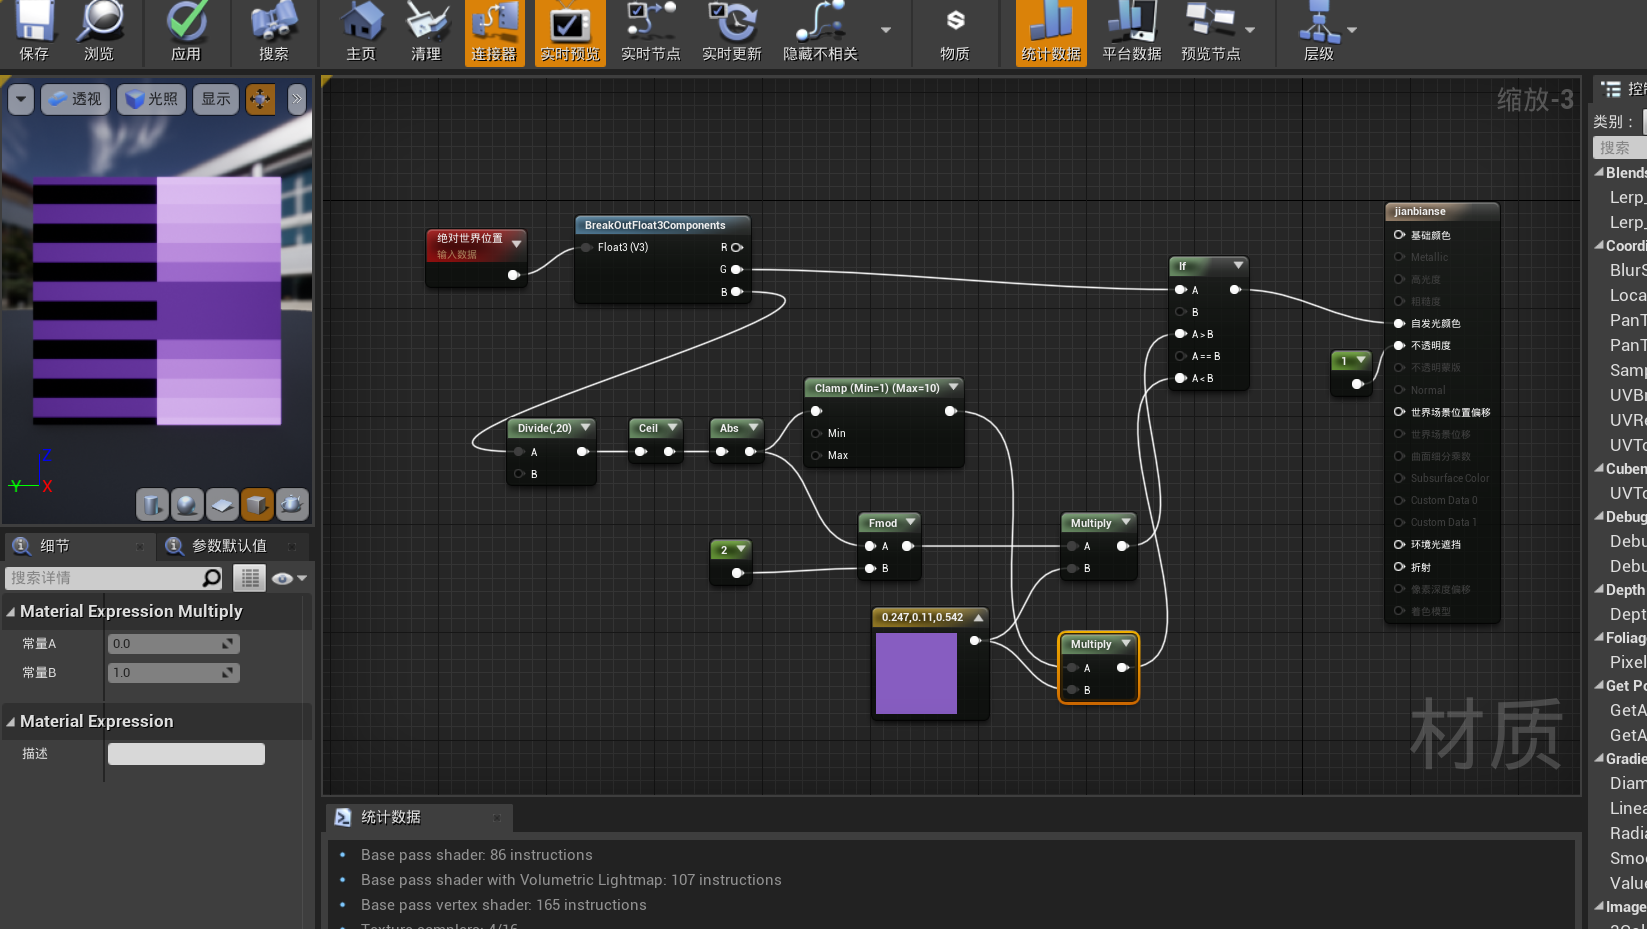 保存
浏览
应用
搜索
主页
清理
连接器
实时预览
实时节点
实时更新
隐藏不相关
物质
统计数据
平台数据
预览节点
层级
透视
光照
显示
缩放-3
类别：
搜索
Blends
Lerp_
Lerp_
Coordi
BlurS
Loca
PanT
PanT
Samp
UVBr
UVRo
UVTo
Cubem
UVTo
Debug
Debu
Debu
Depth
Dept
Foliag
Pixel
Get Po
GetA
GetA
Gradie
Diam
Linea
Radia
Smo
Value
Image
绝对世界位置
输入数据
BreakOutFloat3Components
Float3 (V3)
R
G
B
If
A
B
A > B
A == B
A < B
jianbianse
基础颜色
Metallic
高光度
粗糙度
自发光颜色
不透明度
不透明蒙版
Normal
世界场景位置偏移
世界场景位移
曲面细分乘数
Subsurface Color
Custom Data 0
Custom Data 1
环境光遮挡
折射
像素深度偏移
着色模型
1
Clamp (Min=1) (Max=10)
Min
Max
Divide(,20)
A
B
Ceil
Abs
Fmod
A
B
2
Multiply
A
B
0.247,0.11,0.542
Multiply
A
B
材质
Z
Y
X
细节
参数默认值
搜索详情
Material Expression Multiply
常量A
0.0
常量B
1.0
Material Expression
描述
统计数据
Base pass shader: 86 instructions
Base pass shader with Volumetric Lightmap: 107 instructions
Base pass vertex shader: 165 instructions
Texture samplers: 4/16